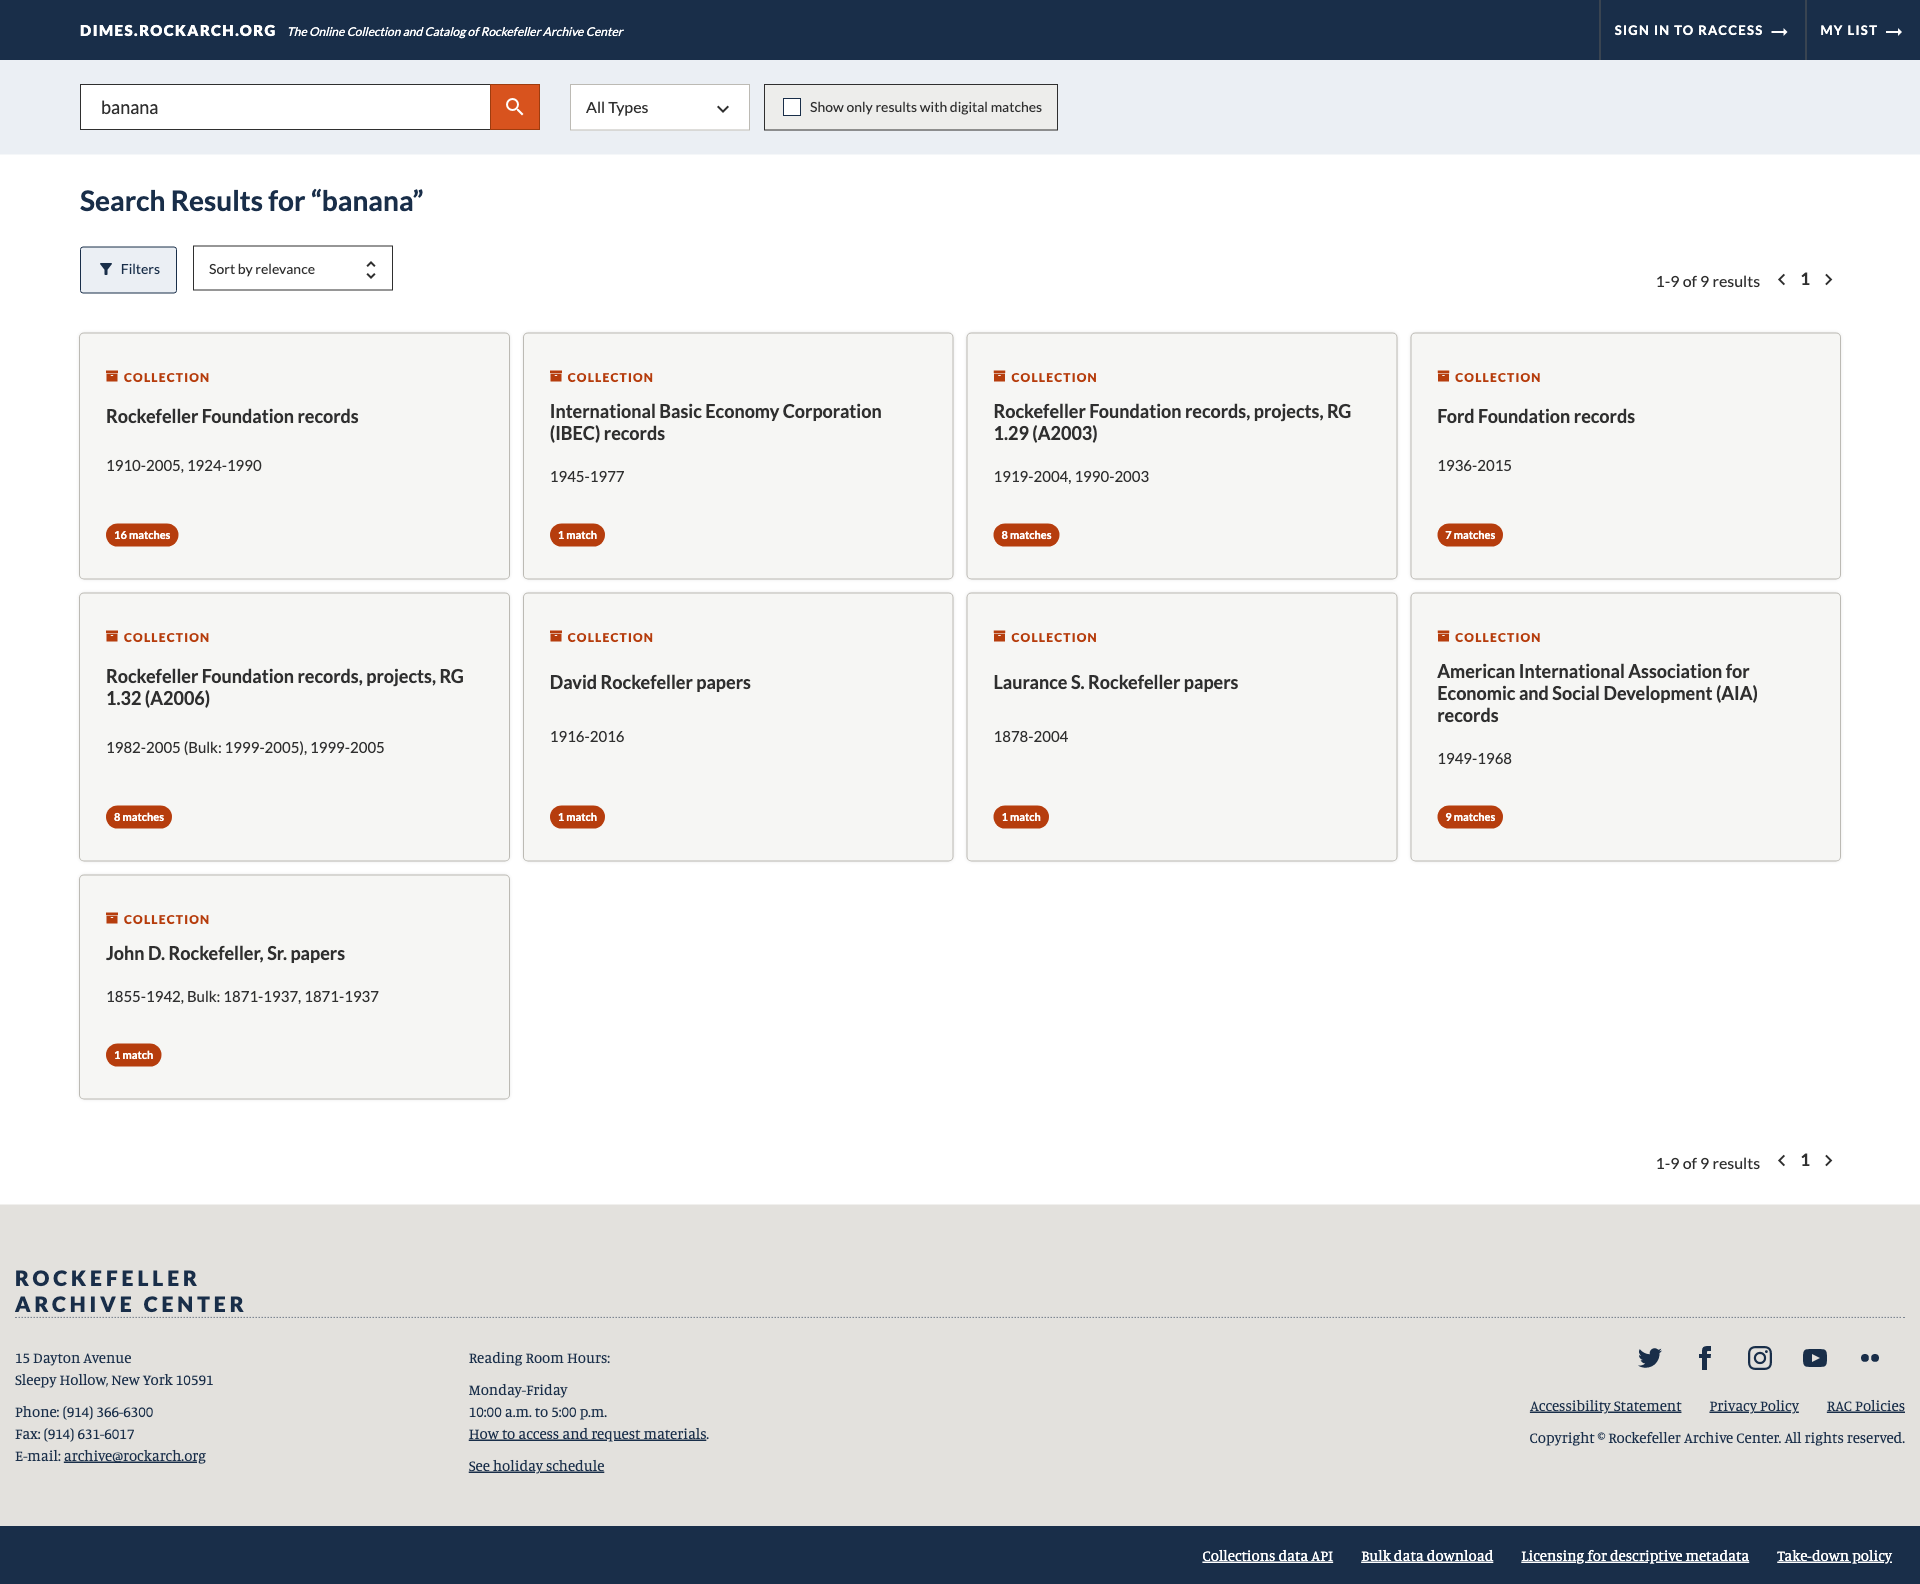 DIMES.ROCKARCH.ORG The Online Collection and Catalog of Rockefeller Archive Center
SIGN IN TO RACCESS
MY LIST
banana
All Types
Show only results with digital matches
Search Results for “banana”
Filters
Sort by relevance
1-9 of 9 results
1
COLLECTION
Rockefeller Foundation records
1910-2005, 1924-1990
16 matches
COLLECTION
International Basic Economy Corporation
(IBEC) records
1945-1977
1 match
COLLECTION
Rockefeller Foundation records, projects, RG
1.29 (A2003)
1919-2004, 1990-2003
8 matches
COLLECTION
Ford Foundation records
1936-2015
7 matches
COLLECTION
Rockefeller Foundation records, projects, RG
1.32 (A2006)
1982-2005 (Bulk: 1999-2005), 1999-2005
8 matches
COLLECTION
David Rockefeller papers
1916-2016
1 match
COLLECTION
Laurance S. Rockefeller papers
1878-2004
1 match
COLLECTION
American International Association for
Economic and Social Development (AIA)
records
1949-1968
9 matches
COLLECTION
John D. Rockefeller, Sr. papers
1855-1942, Bulk: 1871-1937, 1871-1937
1 match
1-9 of 9 results
1
ROCKEFELLER
ARCHIVE CENTER
15 Dayton Avenue
Sleepy Hollow, New York 10591
Phone: (914) 366-6300
Fax: (914) 631-6017
E-mail: archive@rockarch.org
Reading Room Hours:
Monday-Friday
10:00 a.m. to 5:00 p.m.
How to access and request materials.
See holiday schedule
Accessibility Statement
Privacy Policy
RAC Policies
Copyright © Rockefeller Archive Center. All rights reserved.
Collections data API
Bulk data download
Licensing for descriptive metadata
Take-down policy